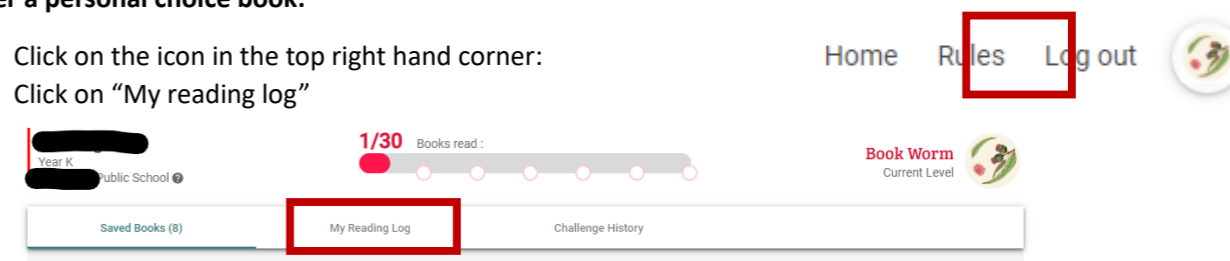 er a personal choice book:
Click on the icon in the top right hand corner:
Home Rules Log out
Click on “My reading log”
1/30 Books read :
Year K
Public School
Book Worm
Current Level
Saved Books (8) My Reading Log Challenge History